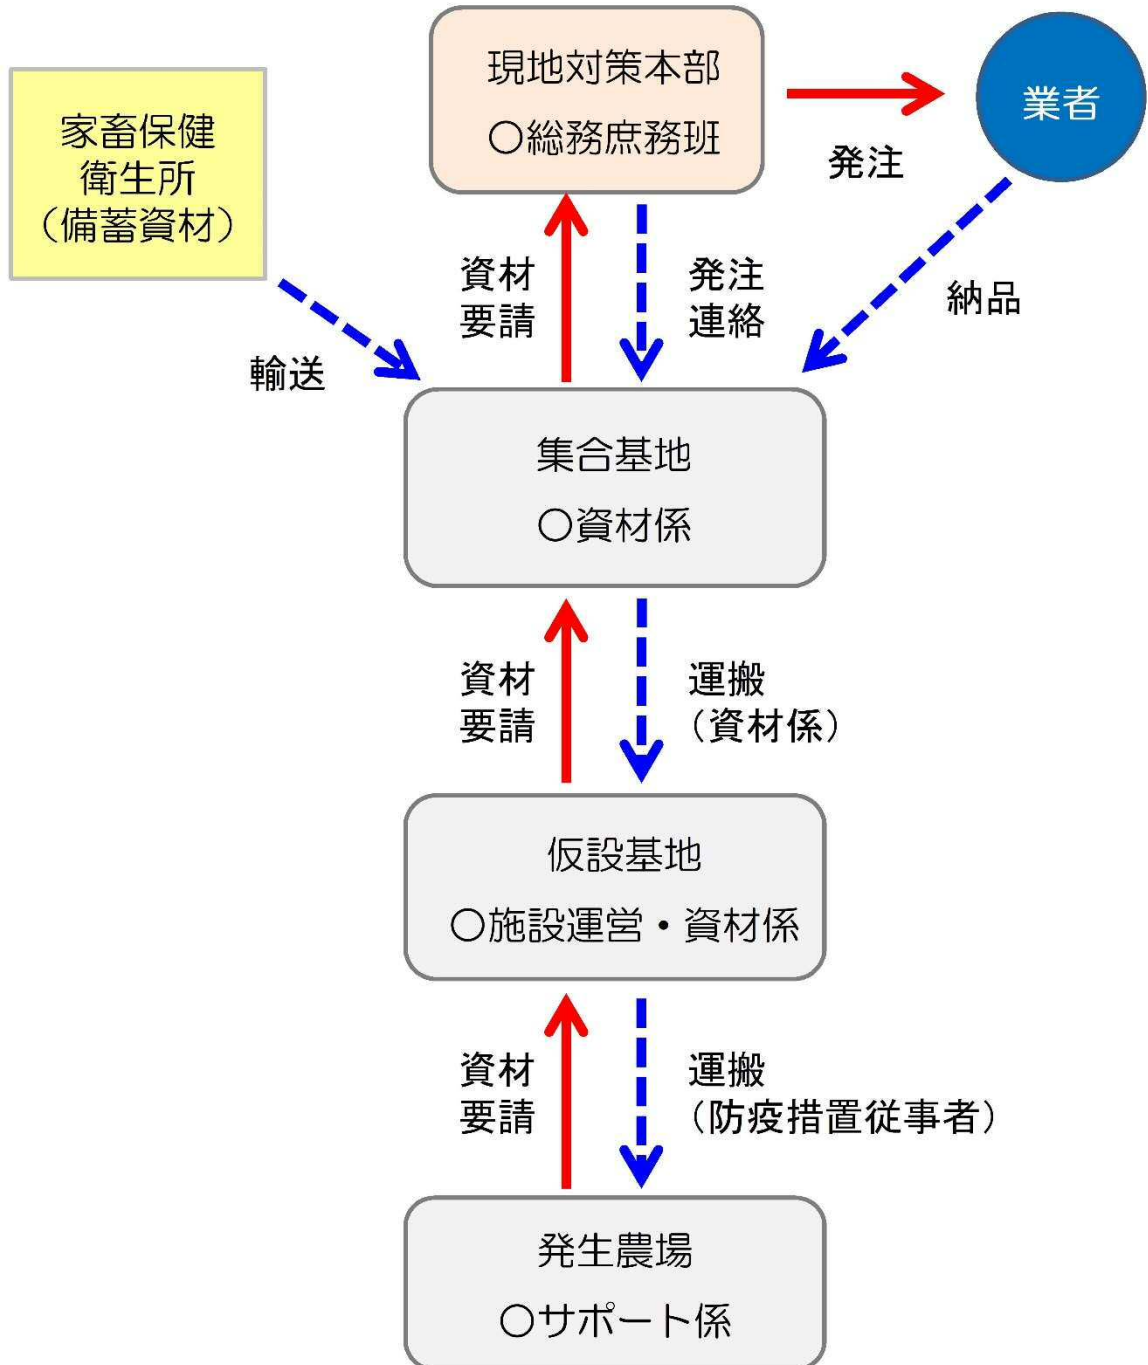 現地対策本部
〇総務庶務班
業者
発注
家畜保健
衛生所
（備蓄資材）
資材
要請
発注
連絡
納品
輸送
集合基地
〇資材係
資材
要請
運搬
（資材係）
仮設基地
〇施設運営・資材係
資材
要請
運搬
（防疫措置従事者）
発生農場
〇サポート係